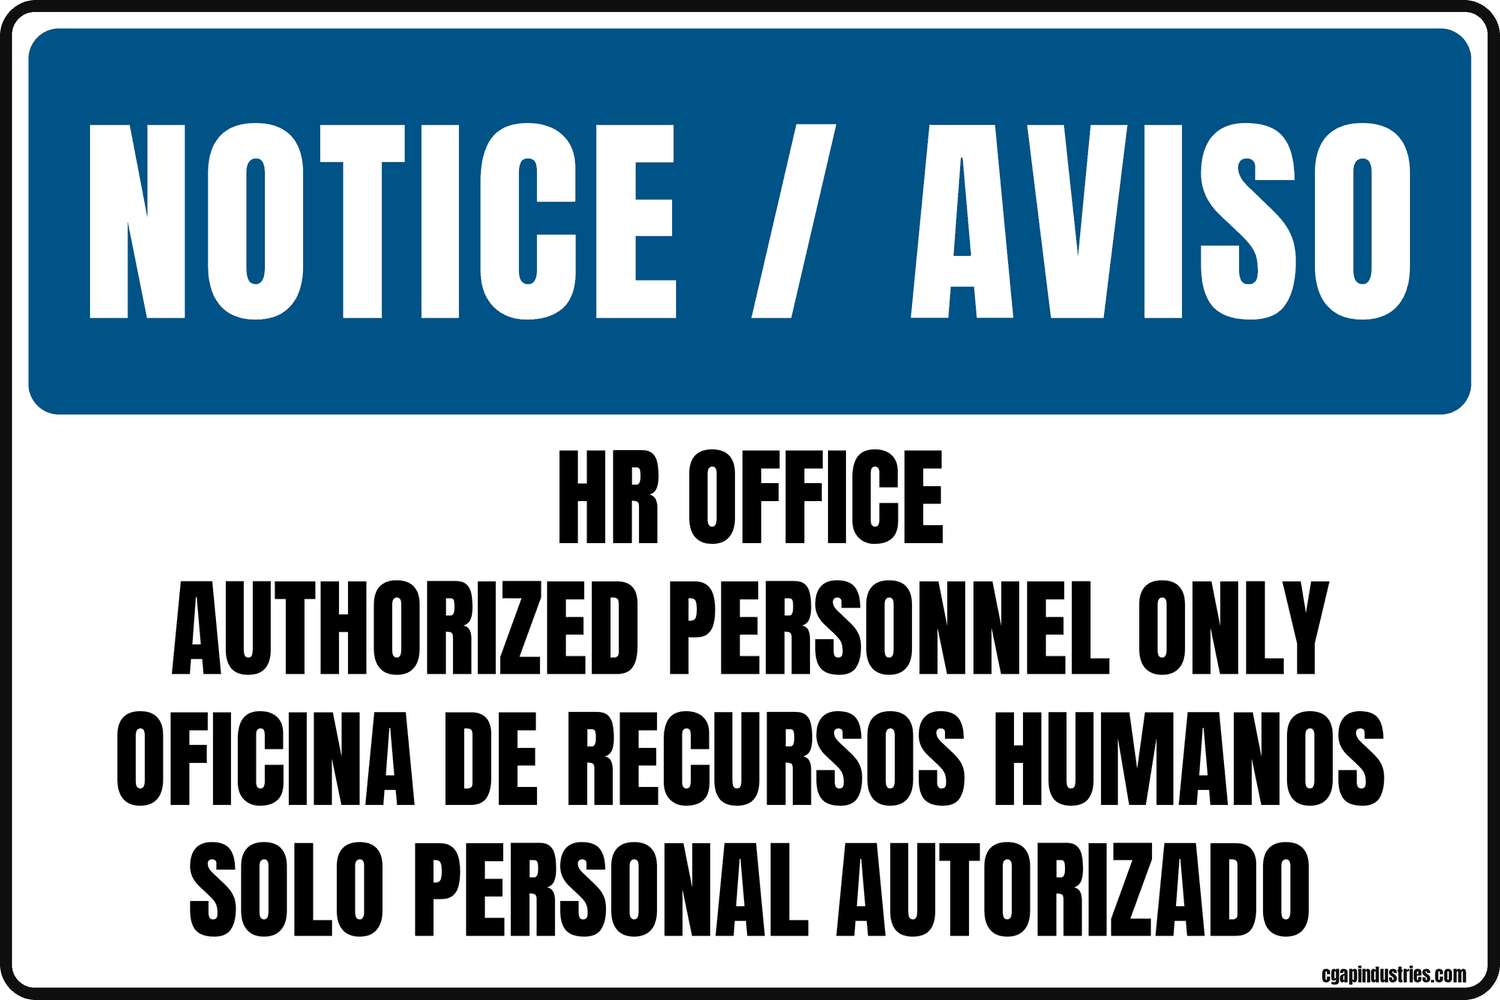 NOTICE / AVISO
HR OFFICE
AUTHORIZED PERSONNEL ONLY
OFICINA DE RECURSOS HUMANOS
SOLO PERSONAL AUTORIZADO
cgapindustries.com